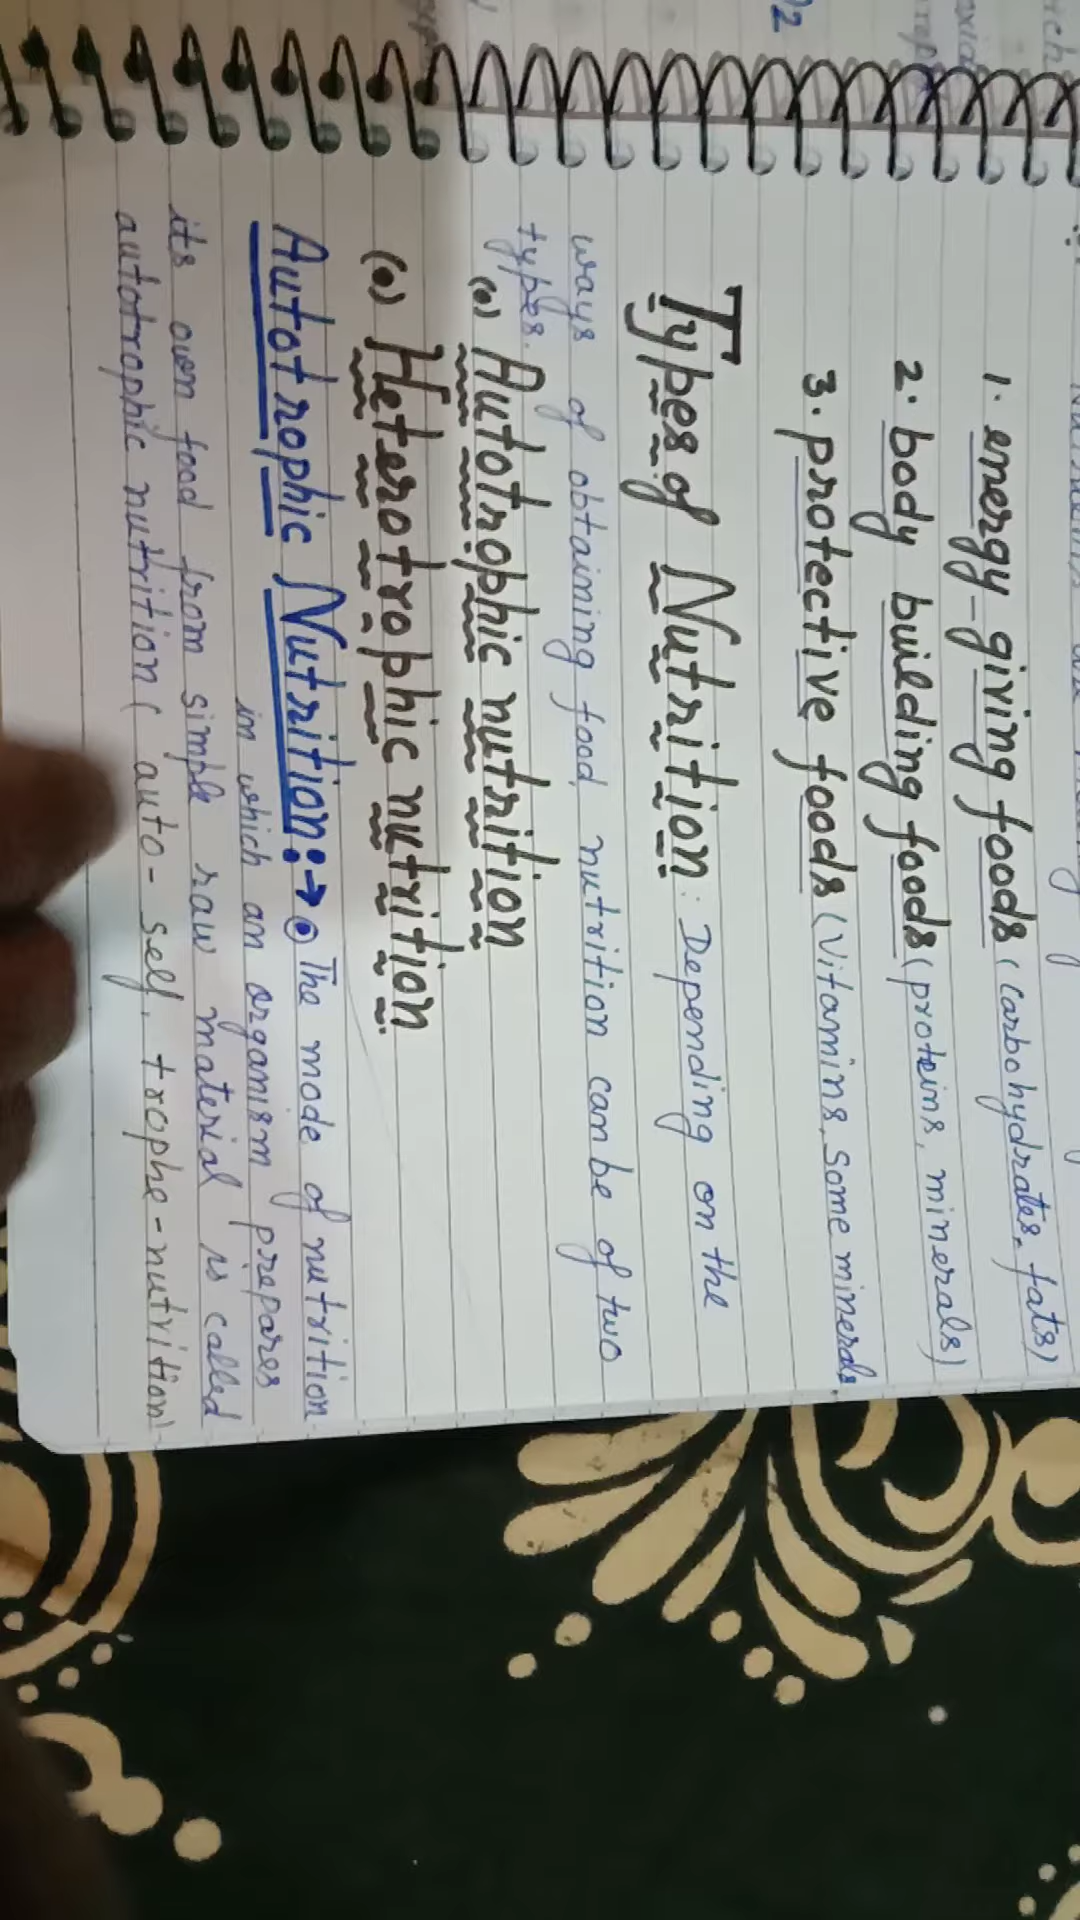 1. energy-giving foods (carbohydrates, fats)
2. body building foods (proteins, minerals)
3. protective foods (Vitamins, some minerals.
Types of Nutrition: Depending on the
ways of obtaining food, nutrition can be of two
types.
(a) Autotrophic nutrition
(a) Heterotrophic nutrition
Autotrophic Nutrition:→ The mode of nutrition
in which an organism prepares
its own food from simple raw material is called
autotrophic nutrition (auto-self, trophe-nutrition)